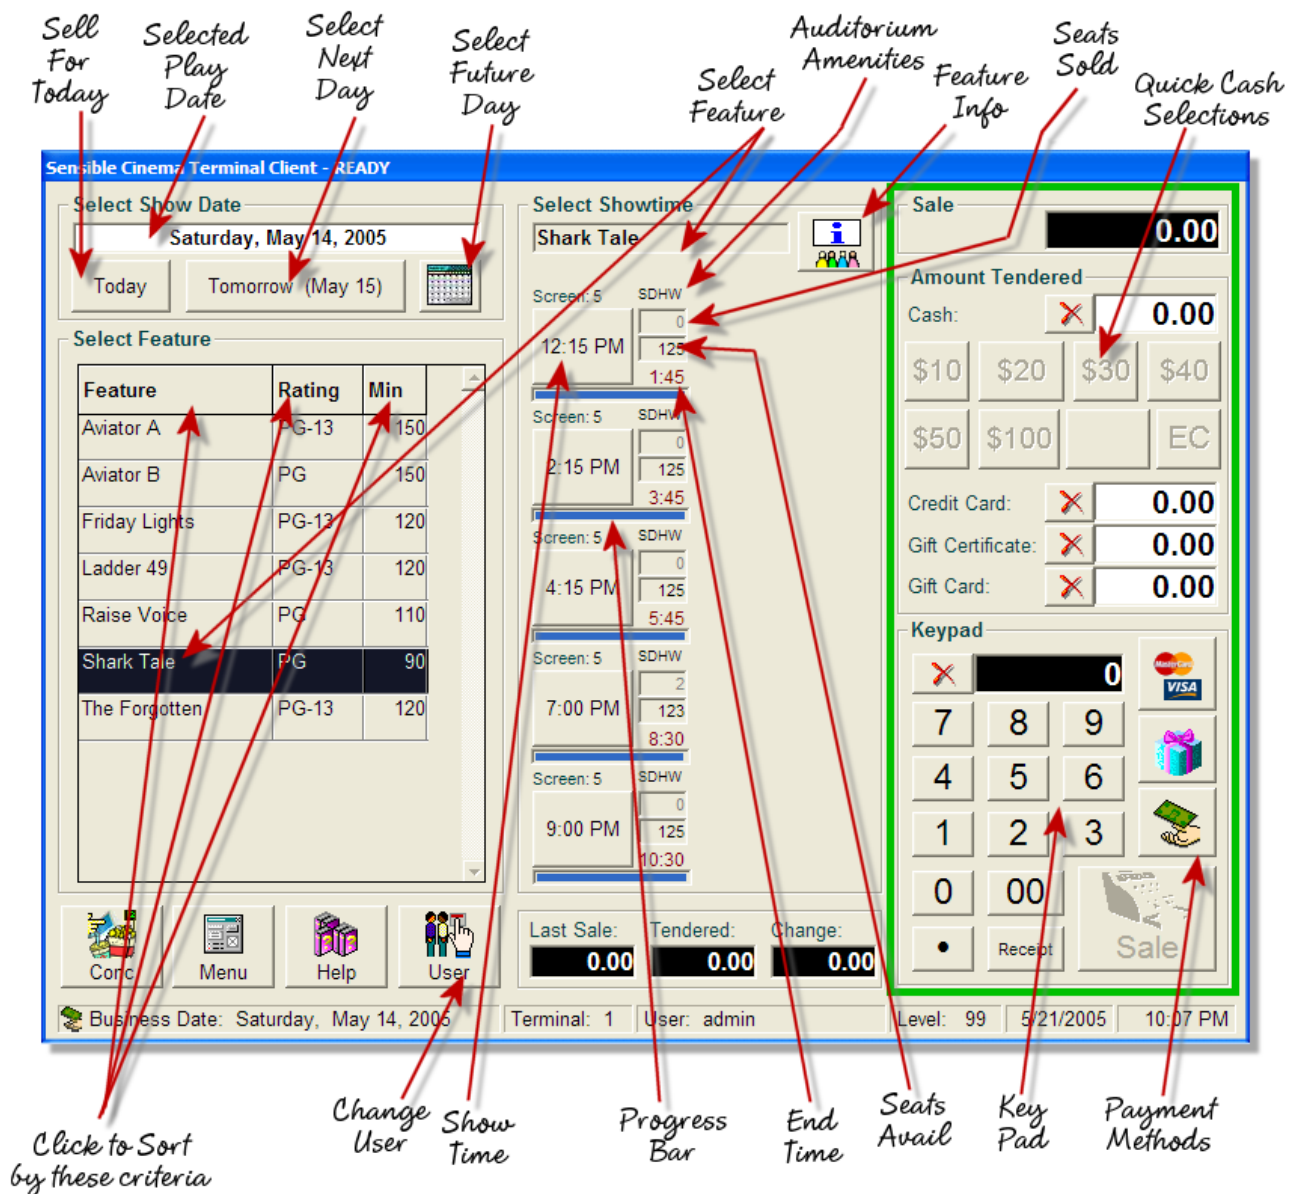 Sell
For
Today
Selected
Play
Date
Select
Next
Day
Select
Future
Day
Select
Feature
Auditorium
Amenities
Feature
Info
Seats
Sold
Quick Cash
Selections
Sensible Cinema Terminal Client - READY
Select Show Date
Saturday, May 14, 2005
Today
Tomorrow (May 15)
Select Feature
Feature Rating Min
Aviator A PG-13 150
Aviator B PG 150
Friday Lights PG-13 120
Ladder 49 PG-13 120
Raise Voice PG 110
Shark Tale PG 90
The Forgotten PG-13 120
Conc.
Menu
Help
User
Select Showtime
Shark Tale
i
Screen: 5 SDHW
0
12:15 PM 125
1:45
Screen: 5 SDHW
0
2:15 PM 125
3:45
Screen: 5 SDHW
0
4:15 PM 125
5:45
Screen: 5 SDHW
2
7:00 PM 123
8:30
Screen: 5 SDHW
0
9:00 PM 125
10:30
Last Sale: Tendered: Change:
0.00 0.00 0.00
Sale
0.00
Amount Tendered
Cash: 0.00
$10 $20 $30 $40
$50 $100 EC
Credit Card: 0.00
Gift Certificate: 0.00
Gift Card: 0.00
Keypad
0
MasterCard
VISA
7 8 9
4 5 6
1 2 3
0 00
• Receipt Sale
Business Date: Saturday, May 14, 2005 Terminal: 1 User: admin Level: 99 5/21/2005 10:07 PM
Click to Sort
by these criteria
Change
User
Show
Time
Progress
Bar
End
Time
Seats
Avail
Key
Pad
Payment
Methods